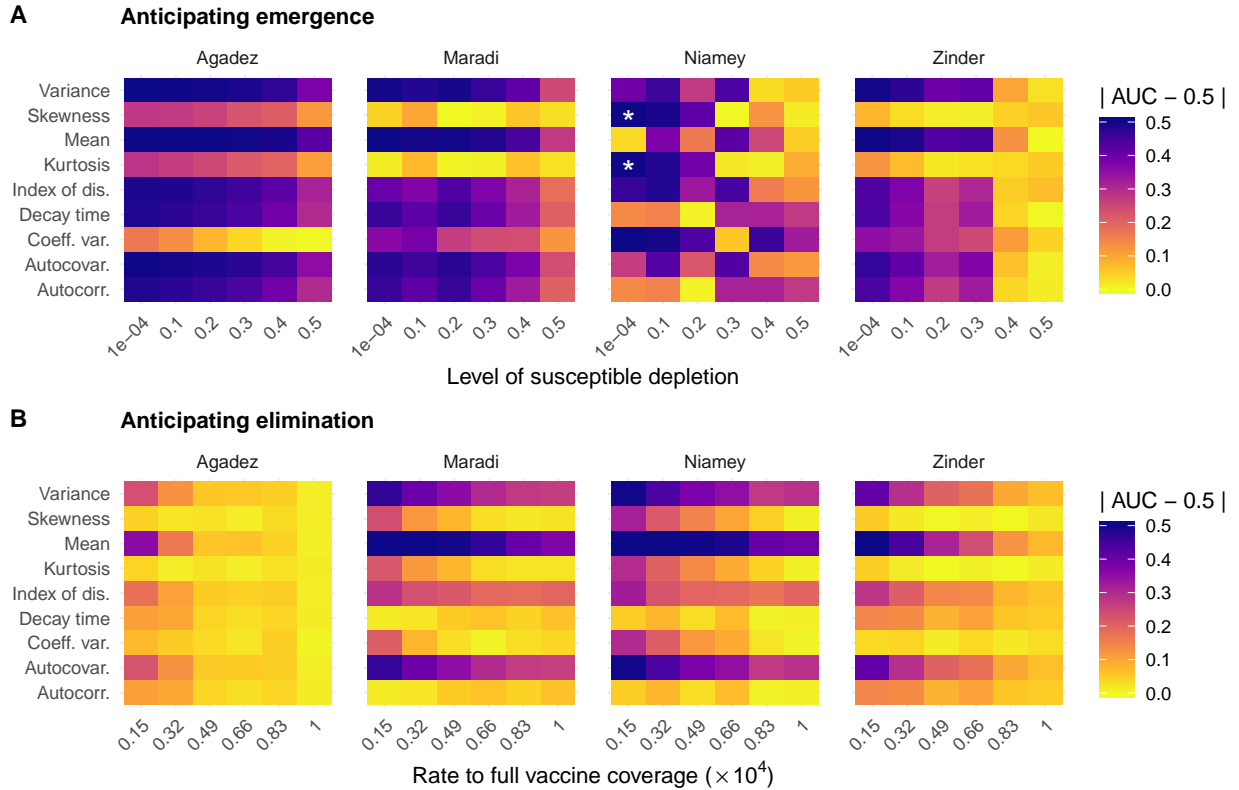 A Anticipating emergence
Agadez Maradi Niamey Zinder
Variance
Skewness
Mean
Kurtosis
Index of dis.
Decay time
Coeff. var.
Autocovar.
Autocorr.
* 
*
| AUC − 0.5 |
0.5
0.4
0.3
0.2
0.1
0.0
1e−04 0.1 0.2 0.3 0.4 0.5 1e−04 0.1 0.2 0.3 0.4 0.5 1e−04 0.1 0.2 0.3 0.4 0.5 1e−04 0.1 0.2 0.3 0.4 0.5
Level of susceptible depletion
B Anticipating elimination
Agadez Maradi Niamey Zinder
Variance
Skewness
Mean
Kurtosis
Index of dis.
Decay time
Coeff. var.
Autocovar.
Autocorr.
| AUC − 0.5 |
0.5
0.4
0.3
0.2
0.1
0.0
0.15 0.32 0.49 0.66 0.83 1 0.15 0.32 0.49 0.66 0.83 1 0.15 0.32 0.49 0.66 0.83 1 0.15 0.32 0.49 0.66 0.83 1
Rate to full vaccine coverage (×10⁴)